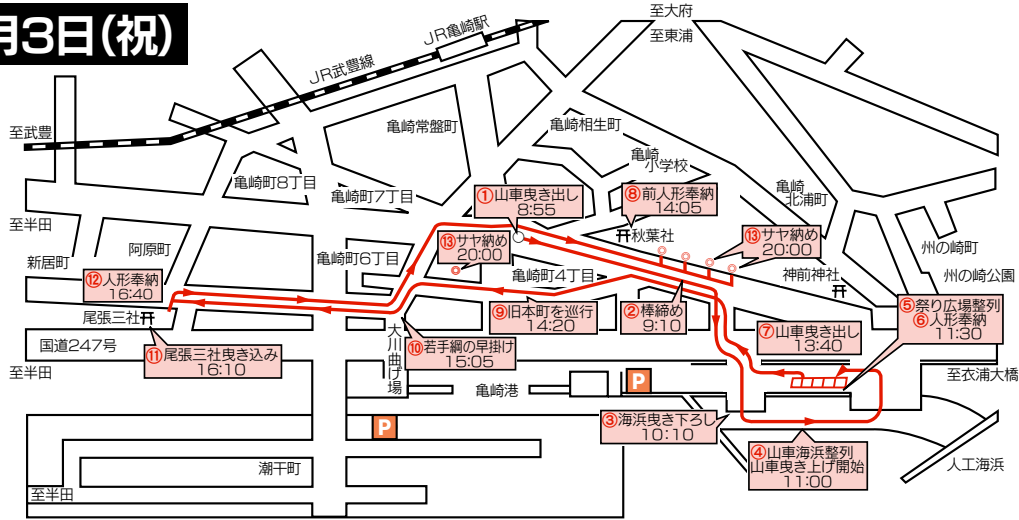 月3日(祝)
至大府
至東浦
JR亀崎駅
JR武豊線
至武豊
亀崎常盤町
亀崎相生町
亀崎
小学校
亀崎町8丁目
亀崎町7丁目
①山車曳き出し
8:55
⑧前人形奉納
14:05
亀崎
北浦町
至半田
阿原町
新居町
亀崎町6丁目
⑬サヤ納め
20:00
秋葉社
⑬サヤ納め
20:00
州の崎町
州の崎公園
⑫人形奉納
16:40
亀崎町4丁目
神前神社
尾張三社
⑨旧本町を巡行
14:20
②棒締め
9:10
⑤祭り広場整列
⑥人形奉納
11:30
国道247号
⑪尾張三社曳き込み
16:10
大川曲げ場
⑩若手綱の早掛け
15:05
⑦山車曳き出し
13:40
至半田
至衣浦大橋
亀崎港
P
P
③海浜曳き下ろし
10:10
④山車海浜整列
山車曳き上げ開始
11:00
人工海浜
潮干町
至半田